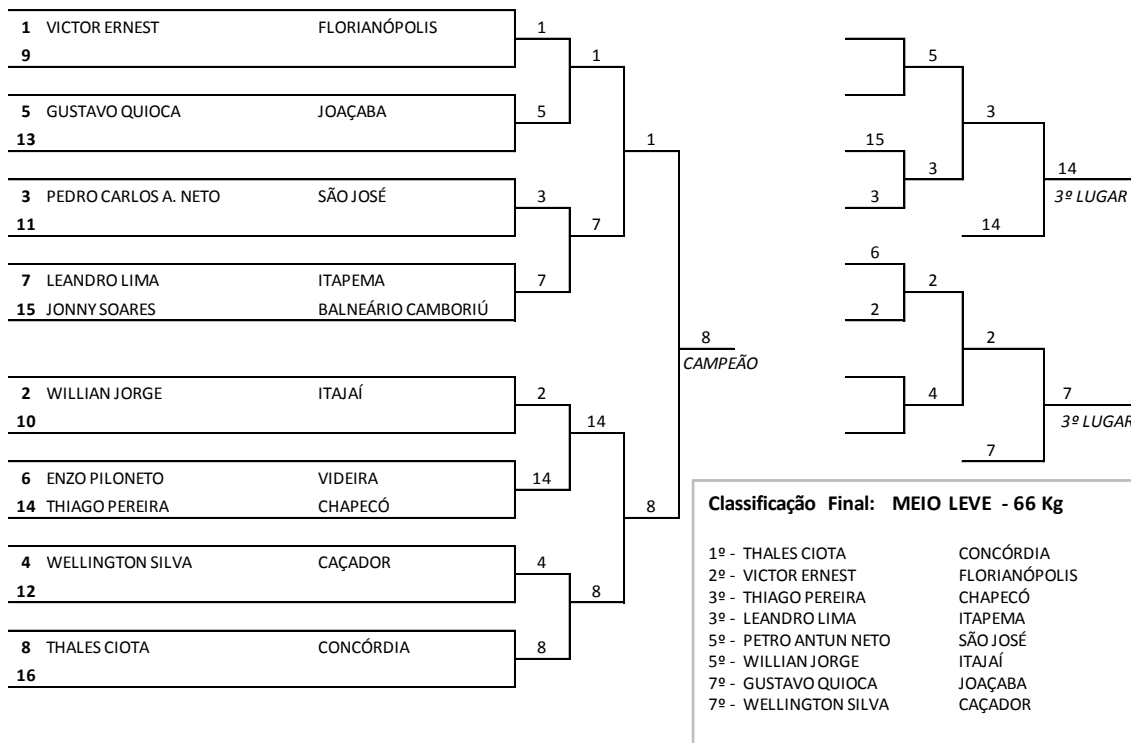 1 VICTOR ERNEST FLORIANÓPOLIS
9
5 GUSTAVO QUIOCA JOAÇABA
13
3 PEDRO CARLOS A. NETO SÃO JOSÉ
11
7 LEANDRO LIMA ITAPEMA
15 JONNY SOARES BALNEÁRIO CAMBORIÚ
2 WILLIAN JORGE ITAJAÍ
10
6 ENZO PILONETO VIDEIRA
14 THIAGO PEREIRA CHAPECÓ
4 WELLINGTON SILVA CAÇADOR
12
8 THALES CIOTA CONCÓRDIA
16
1
5
3
7
2
14
4
8
1
7
14
8
1
8
8
CAMPEÃO
5
15
3
3
3
14
14
3º LUGAR
6
2
2
4
2
7
7
3º LUGAR
Classificação Final: MEIO LEVE - 66 Kg
1º - THALES CIOTA CONCÓRDIA
2º - VICTOR ERNEST FLORIANÓPOLIS
3º - THIAGO PEREIRA CHAPECÓ
3º - LEANDRO LIMA ITAPEMA
5º - PETRO ANTUN NETO SÃO JOSÉ
5º - WILLIAN JORGE ITAJAÍ
7º - GUSTAVO QUIOCA JOAÇABA
7º - WELLINGTON SILVA CAÇADOR